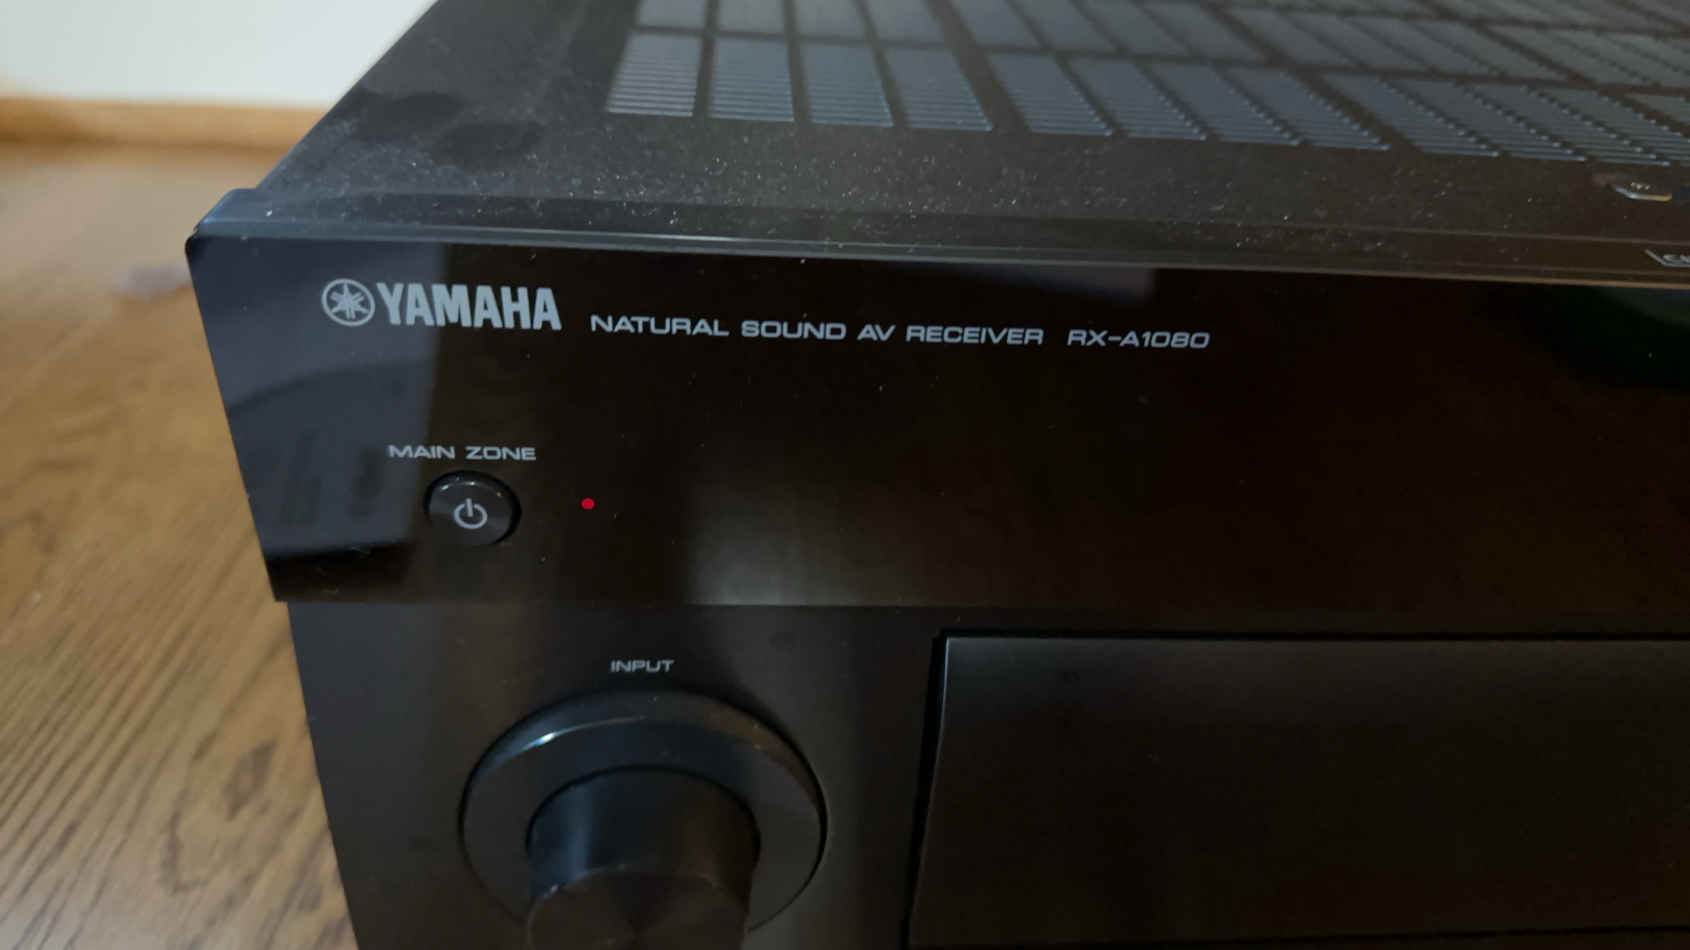 YAMAHA NATURAL SOUND AV RECEIVER RX-A1080
MAIN ZONE
INPUT